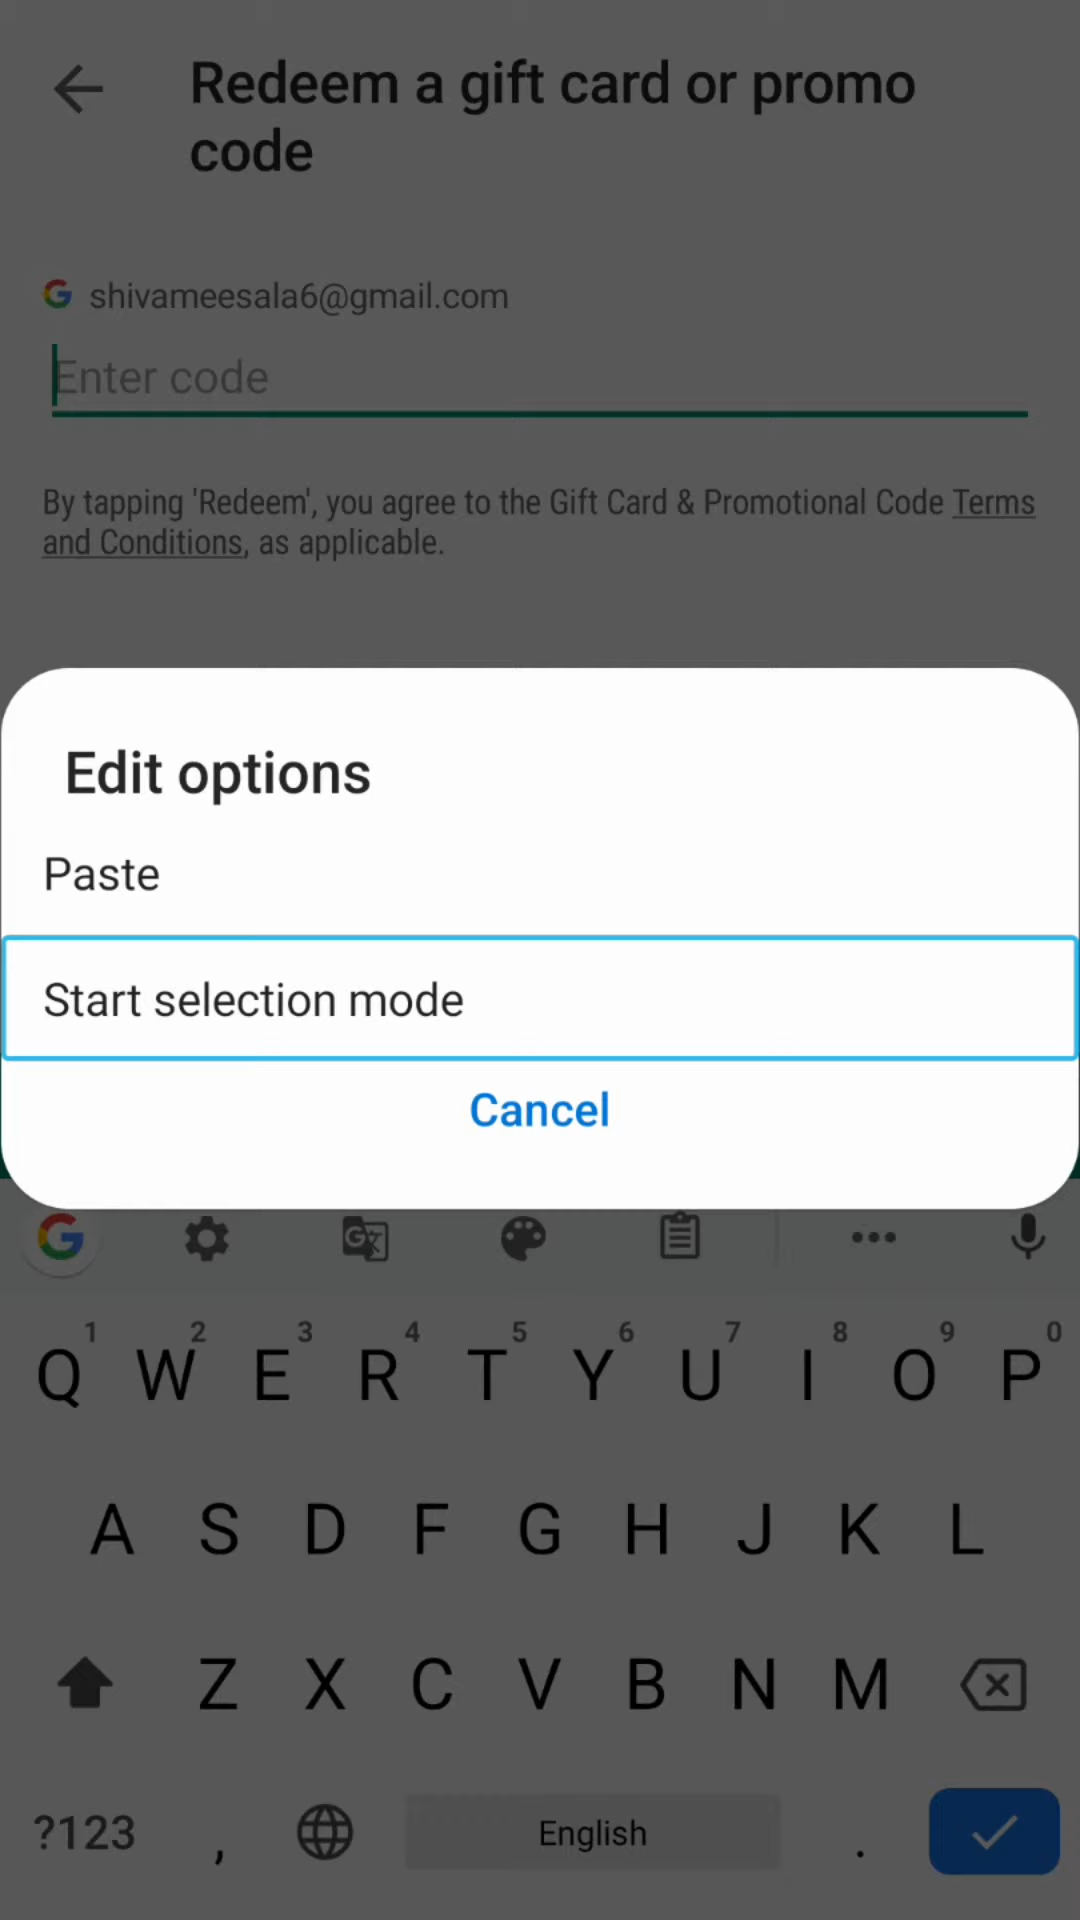 Redeem a gift card or promo
code
shivameesala6@gmail.com
Enter code
By tapping 'Redeem', you agree to the Gift Card & Promotional Code Terms
and Conditions, as applicable.
Edit options
Paste
Start selection mode
Cancel
1 2 3 4 5 6 7 8 9 0
Q W E R T Y U I O P
A S D F G H J K L
Z X C V B N M
?123 , English .